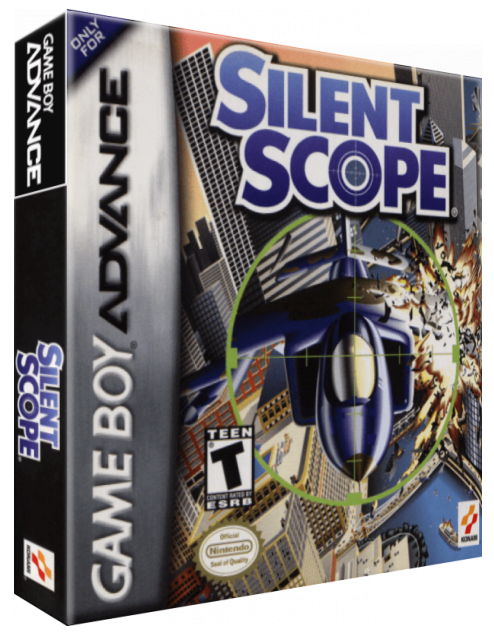 GAME BOY
ADVANCE
SILENT
SCOPE
KONAMI
ONLY
FOR
GAME BOY ADVANCE
SILENT
SCOPE®
TEEN
T
CONTENT RATED BY
ESRB
Official
Nintendo
Seal of Quality
KONAMI